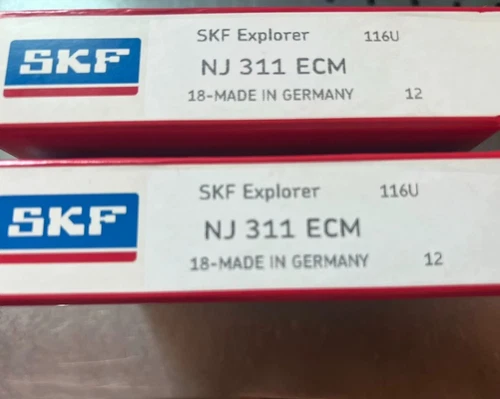 SKF
SKF Explorer 116U
NJ 311 ECM
18-MADE IN GERMANY 12
SKF
SKF Explorer 116U
NJ 311 ECM
18-MADE IN GERMANY 12